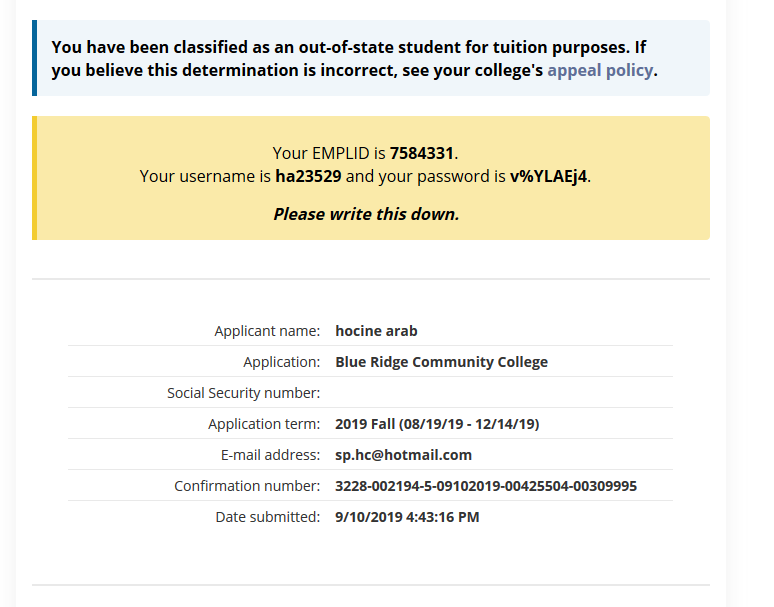 You have been classified as an out-of-state student for tuition purposes. If
you believe this determination is incorrect, see your college's appeal policy.
Your EMPLID is 7584331.
Your username is ha23529 and your password is v%YLAEj4.
Please write this down.
Applicant name: hocine arab
Application: Blue Ridge Community College
Social Security number:
Application term: 2019 Fall (08/19/19 - 12/14/19)
E-mail address: sp.hc@hotmail.com
Confirmation number: 3228-002194-5-09102019-00425504-00309995
Date submitted: 9/10/2019 4:43:16 PM